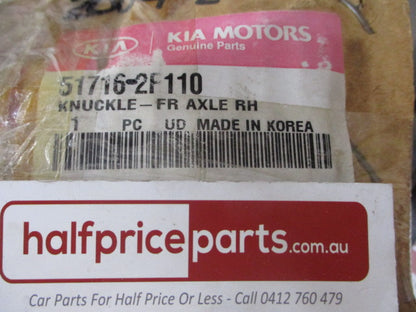 KIA
KIA MOTORS
Genuine Parts
51716-2F110
KNUCKLE-FR AXLE RH
1 PC UD MADE IN KOREA
halfpriceparts.com.au
Car Parts For Half Price Or Less - Call 0412 760 479